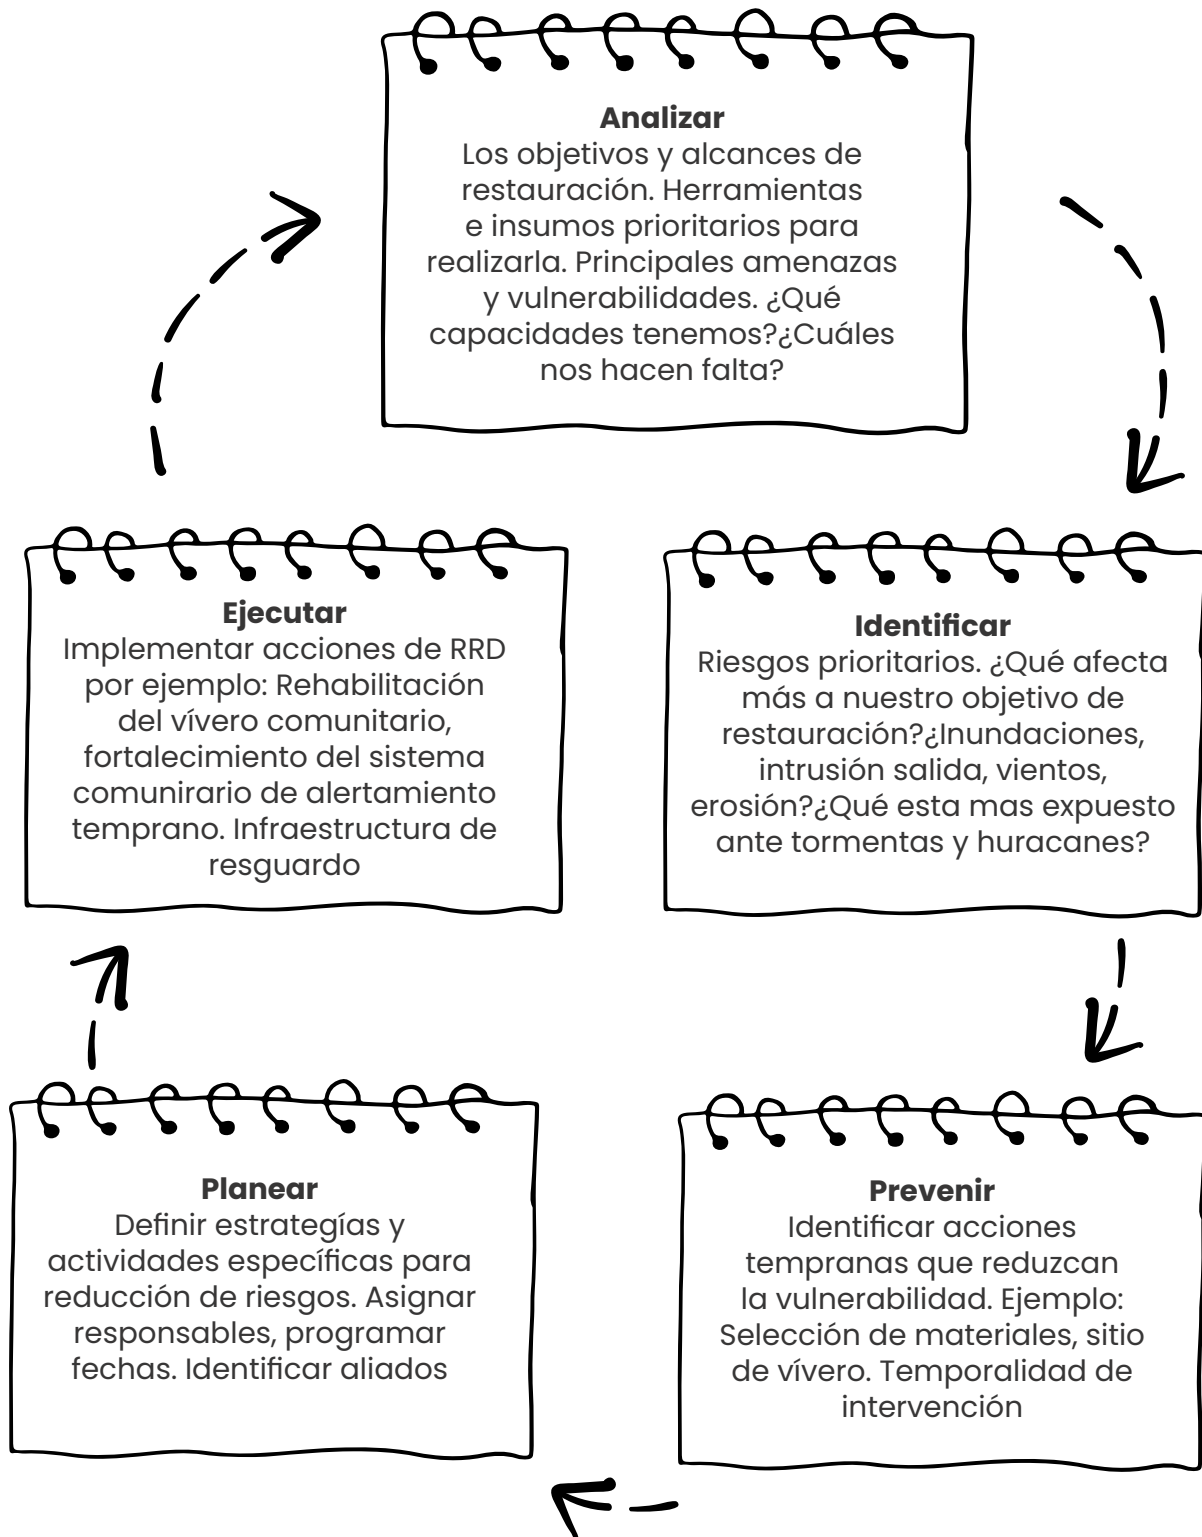 Analizar
Los objetivos y alcances de
restauración. Herramientas
e insumos prioritarios para
realizarla. Principales amenazas
y vulnerabilidades. ¿Qué
capacidades tenemos?¿Cuáles
nos hacen falta?
Identificar
Riesgos prioritarios. ¿Qué afecta
más a nuestro objetivo de
restauración?¿Inundaciones,
intrusión salida, vientos,
erosión?¿Qué esta mas expuesto
ante tormentas y huracanes?
Prevenir
Identificar acciones
tempranas que reduzcan
la vulnerabilidad. Ejemplo:
Selección de materiales, sitio
de vívero. Temporalidad de
intervención
Planear
Definir estrategías y
actividades específicas para
reducción de riesgos. Asignar
responsables, programar
fechas. Identificar aliados
Ejecutar
Implementar acciones de RRD
por ejemplo: Rehabilitación
del vívero comunitario,
fortalecimiento del sistema
comunirario de alertamiento
temprano. Infraestructura de
resguardo